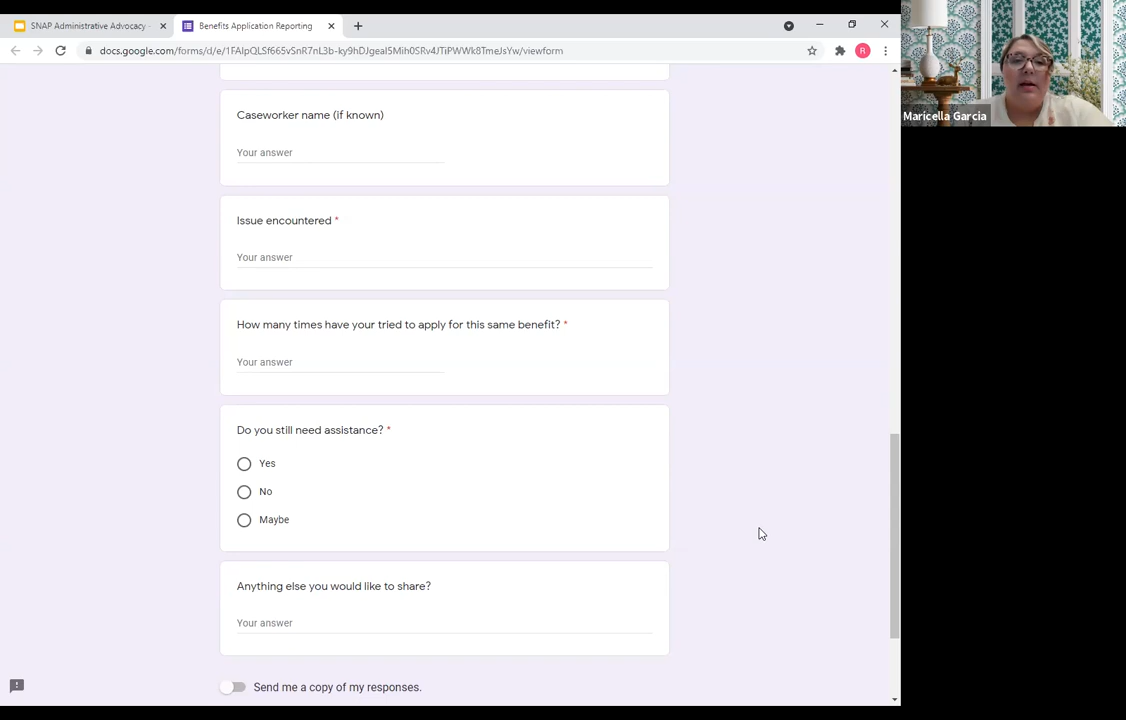 SNAP Administrative Advocacy
Benefits Application Reporting
docs.google.com/forms/d/e/1FAIpQLSf665vSnR7nL3b-ky9hDJgeaI5Mih0SRv4JTiPWWk8TmeJsYw/viewform
R
Maricella Garcia
Caseworker name (if known)
Your answer
Issue encountered *
Your answer
How many times have your tried to apply for this same benefit? *
Your answer
Do you still need assistance? *
Yes
No
Maybe
Anything else you would like to share?
Your answer
Send me a copy of my responses.